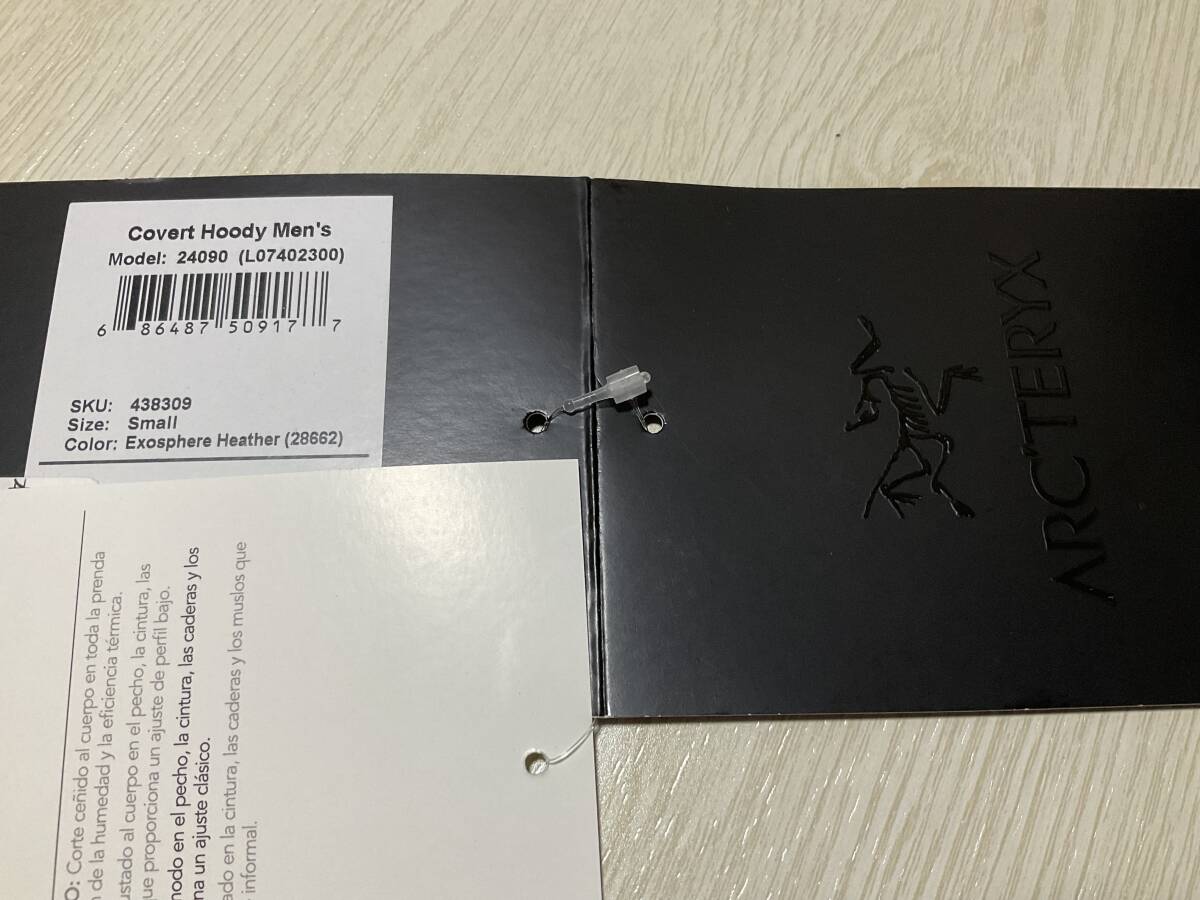 Covert Hoody Men's
Model: 24090 (L07402300)
6 86487 50917 7
SKU: 438309
Size: Small
Color: Exosphere Heather (28662)
ARC'TERYX
O: Corte ceñido al cuerpo en toda la prenda
de la humedad y la eficiencia térmica.
ustado al cuerpo en el pecho, la cintura, las
ue proporciona un ajuste de perfil bajo.
modo en el pecho, la cintura, las caderas y los
na un ajuste clásico.
ado en la cintura, las caderas y los muslos que
informal.